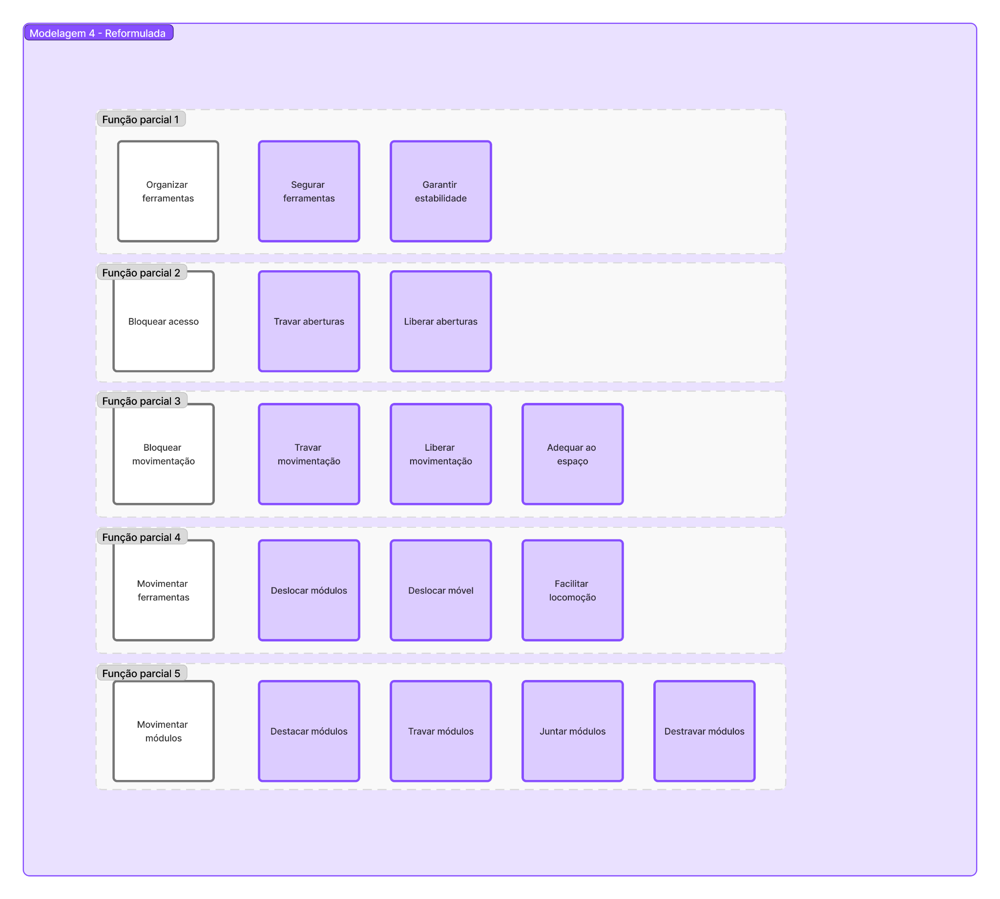 Modelagem 4 - Reformulada
Função parcial 1
Organizar
ferramentas
Segurar
ferramentas
Garantir
estabilidade
Função parcial 2
Bloquear acesso
Travar aberturas
Liberar aberturas
Função parcial 3
Bloquear
movimentação
Travar
movimentação
Liberar
movimentação
Adequar ao
espaço
Função parcial 4
Movimentar
ferramentas
Deslocar módulos
Deslocar móvel
Facilitar
locomoção
Função parcial 5
Movimentar
módulos
Destacar módulos
Travar módulos
Juntar módulos
Destravar módulos